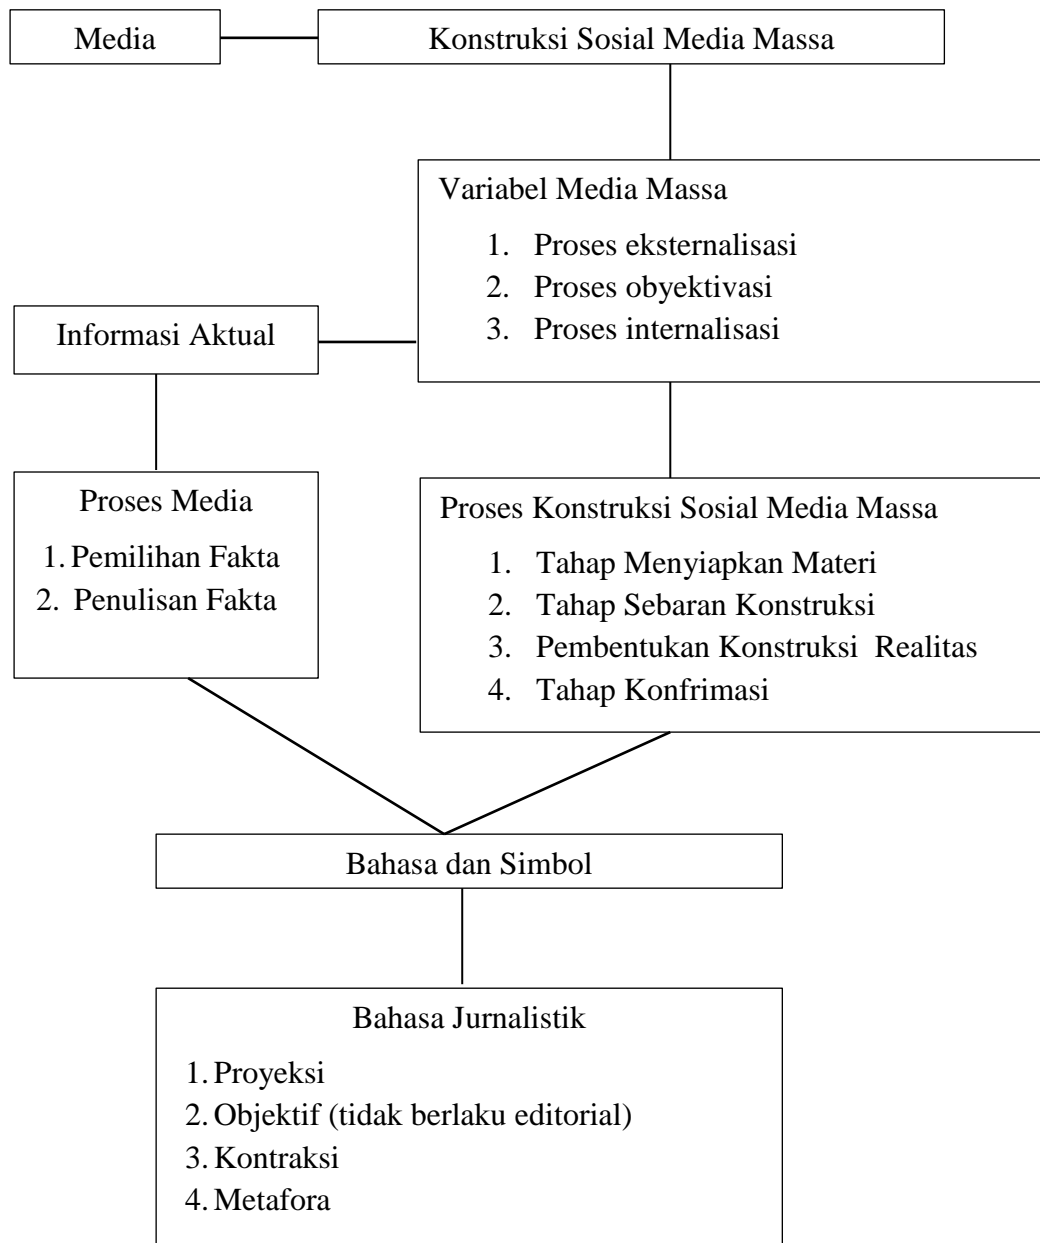 Media
Konstruksi Sosial Media Massa
Variabel Media Massa
1. Proses eksternalisasi
2. Proses obyektivasi
3. Proses internalisasi
Informasi Aktual
Proses Media
1. Pemilihan Fakta
2. Penulisan Fakta
Proses Konstruksi Sosial Media Massa
1. Tahap Menyiapkan Materi
2. Tahap Sebaran Konstruksi
3. Pembentukan Konstruksi Realitas
4. Tahap Konfrimasi
Bahasa dan Simbol
Bahasa Jurnalistik
1. Proyeksi
2. Objektif (tidak berlaku editorial)
3. Kontraksi
4. Metafora